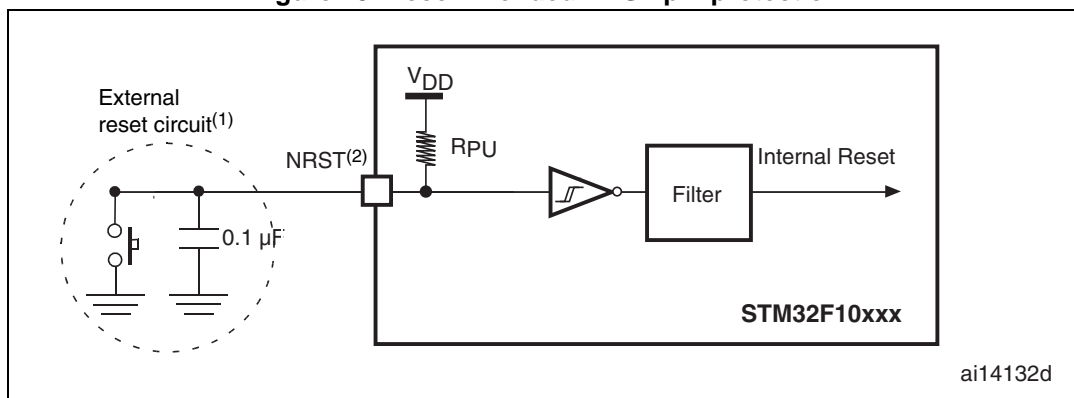 VDD
External
reset circuit(1)
NRST(2)
RPU
Internal Reset
Filter
0.1 µF
STM32F10xxx
ai14132d